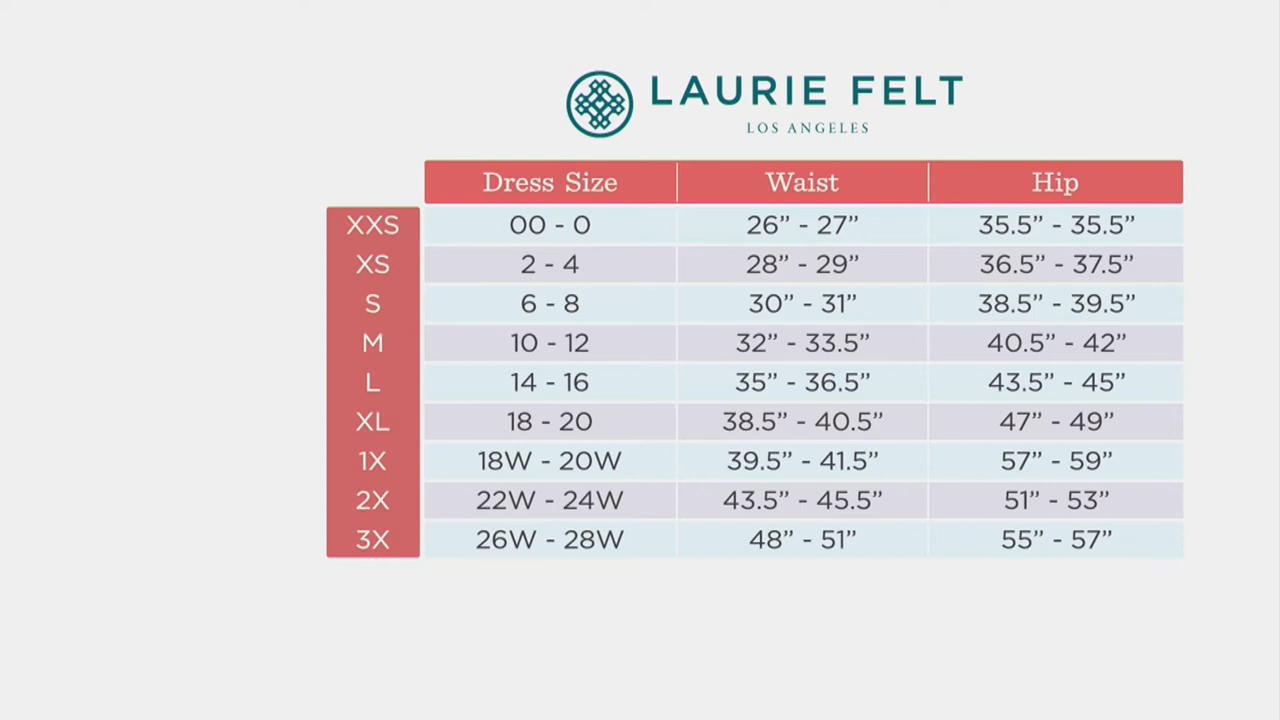 LAURIE FELT
LOS ANGELES
Dress Size Waist Hip
XXS 00 - 0 26” - 27” 35.5” - 35.5”
XS 2 - 4 28” - 29” 36.5” - 37.5”
S 6 - 8 30” - 31” 38.5” - 39.5”
M 10 - 12 32” - 33.5” 40.5” - 42”
L 14 - 16 35” - 36.5” 43.5” - 45”
XL 18 - 20 38.5” - 40.5” 47” - 49”
1X 18W - 20W 39.5” - 41.5” 57” - 59”
2X 22W - 24W 43.5” - 45.5” 51” - 53”
3X 26W - 28W 48” - 51” 55” - 57”